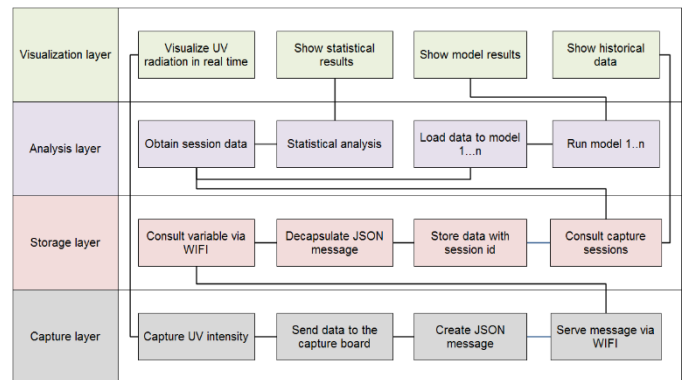 Visualization layer
Visualize UV
radiation in real time
Show statistical
results
Show model results
Show historical
data
Analysis layer
Obtain session data
Statistical analysis
Load data to model
1...n
Run model 1..n
Storage layer
Consult variable via
WIFI
Decapsulate JSON
message
Store data with
session id
Consult capture
sessions
Capture layer
Capture UV intensity
Send data to the
capture board
Create JSON
message
Serve message via
WIFI